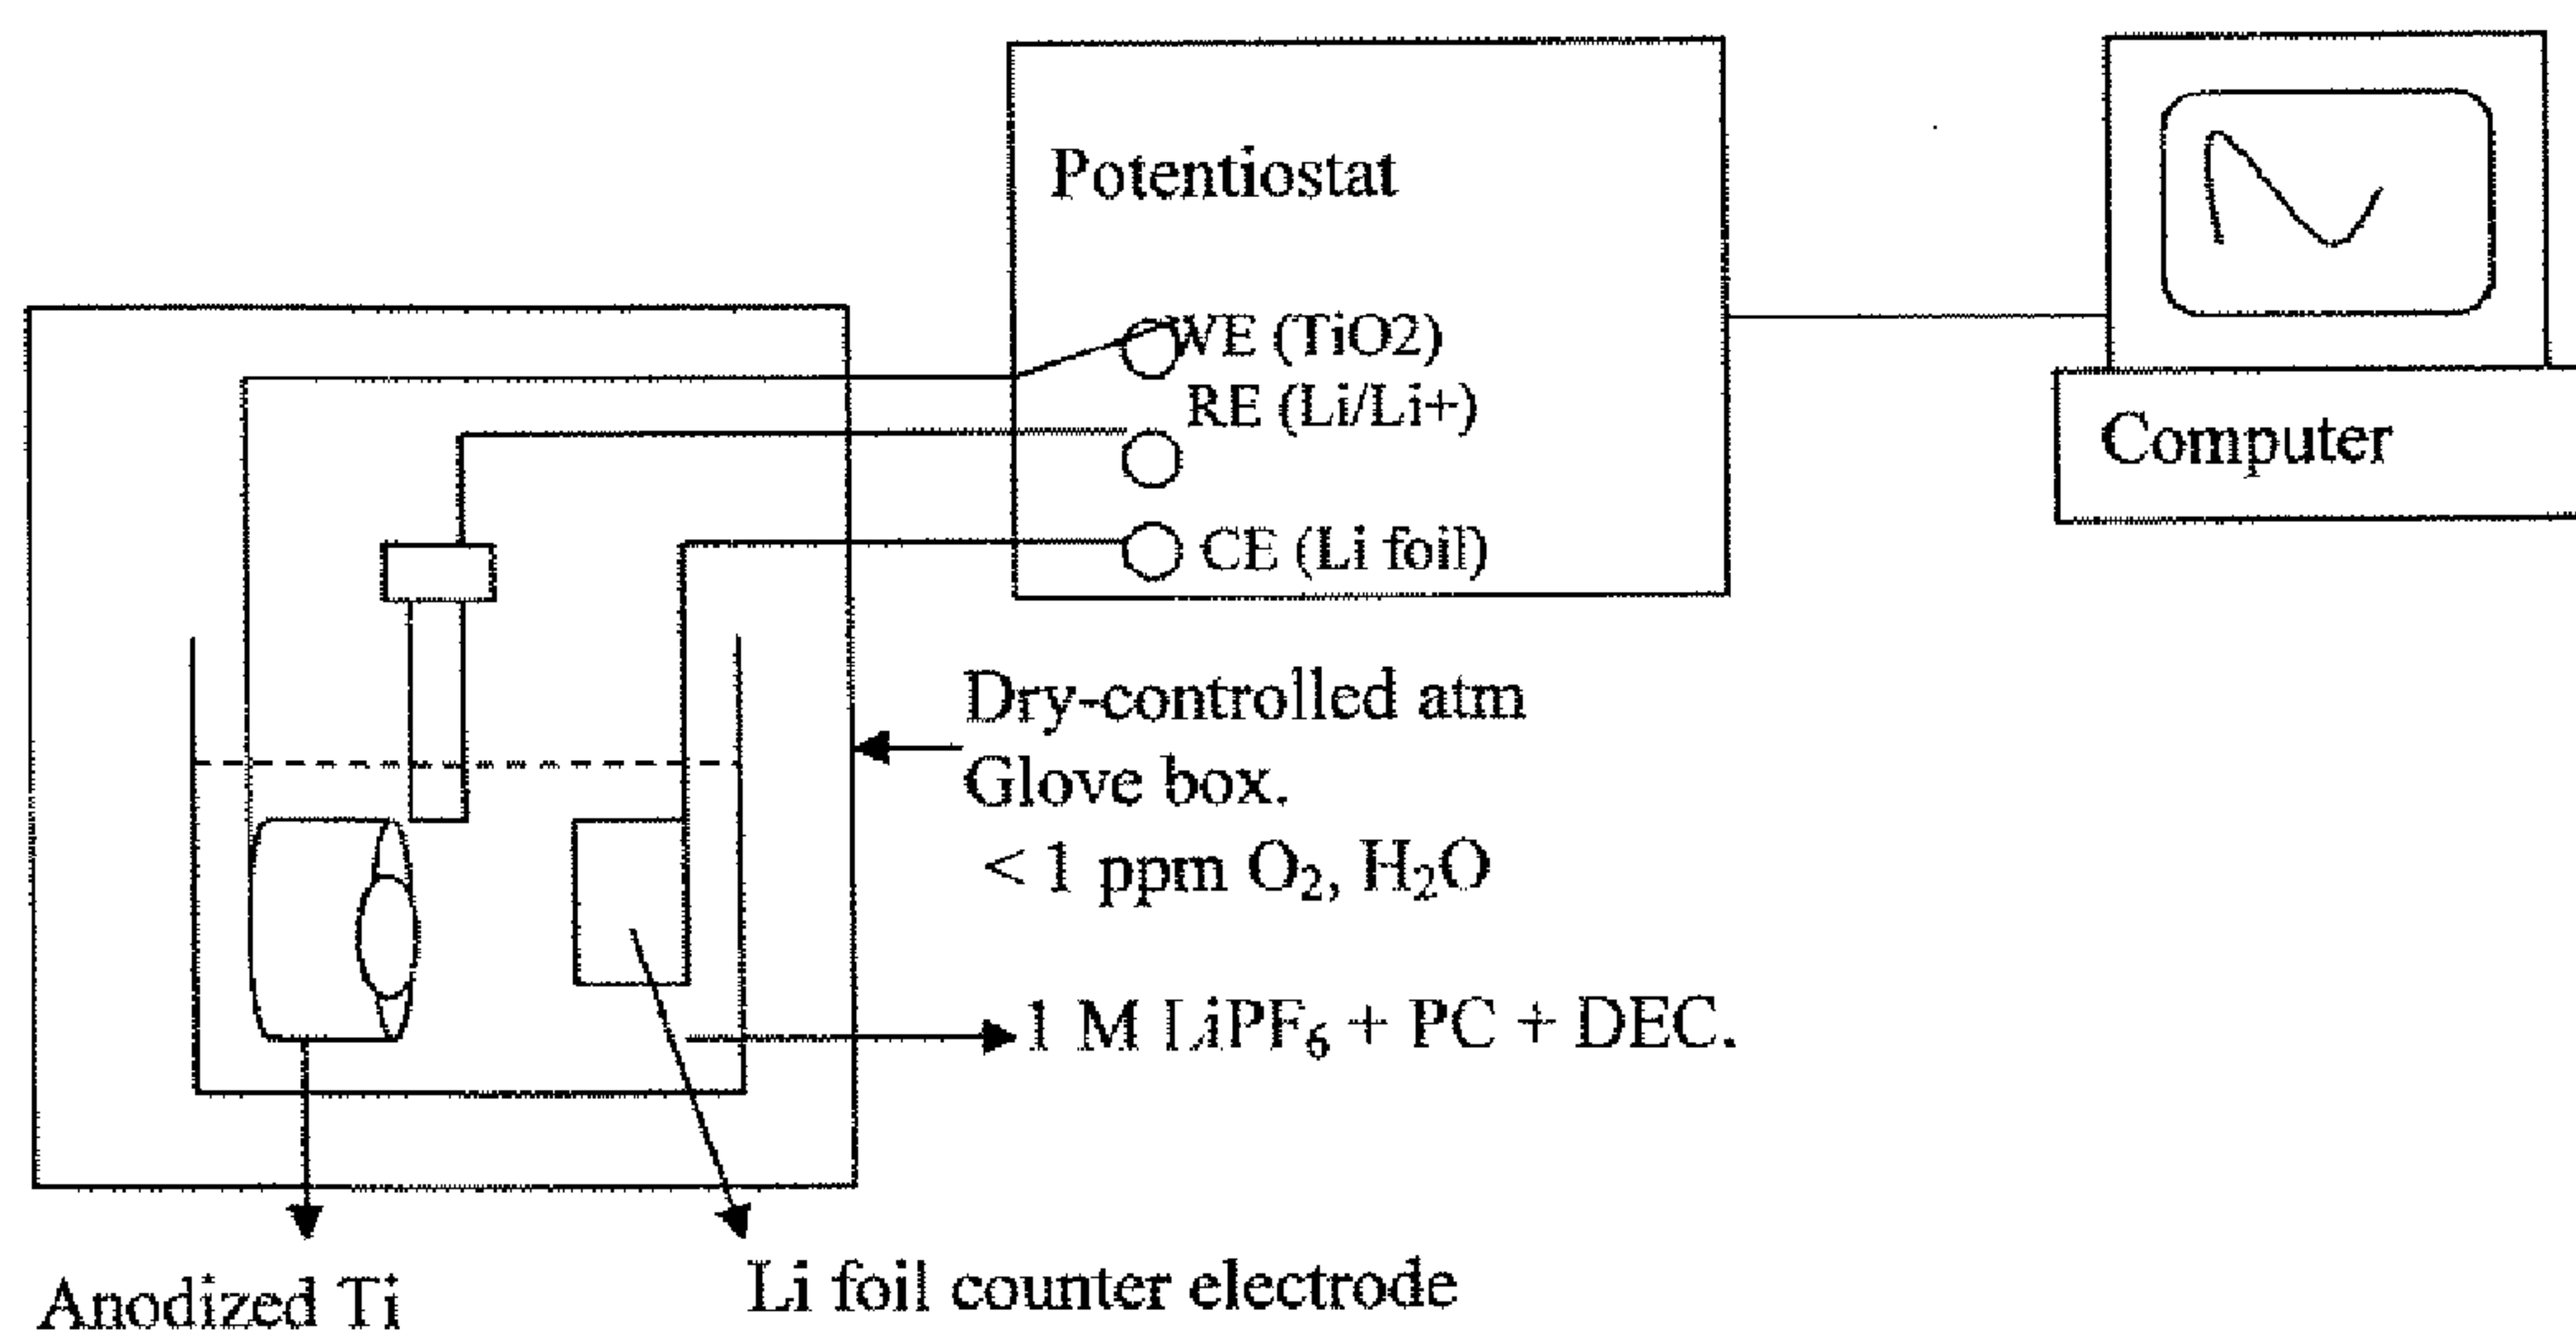 Potentiostat
WE (TiO2)
RE (Li/Li+)
CE (Li foil)
Computer
Dry-controlled atm
Glove box.
< 1 ppm O₂, H₂O
1 M LiPF₆ + PC + DEC.
Li foil counter electrode
Anodized Ti